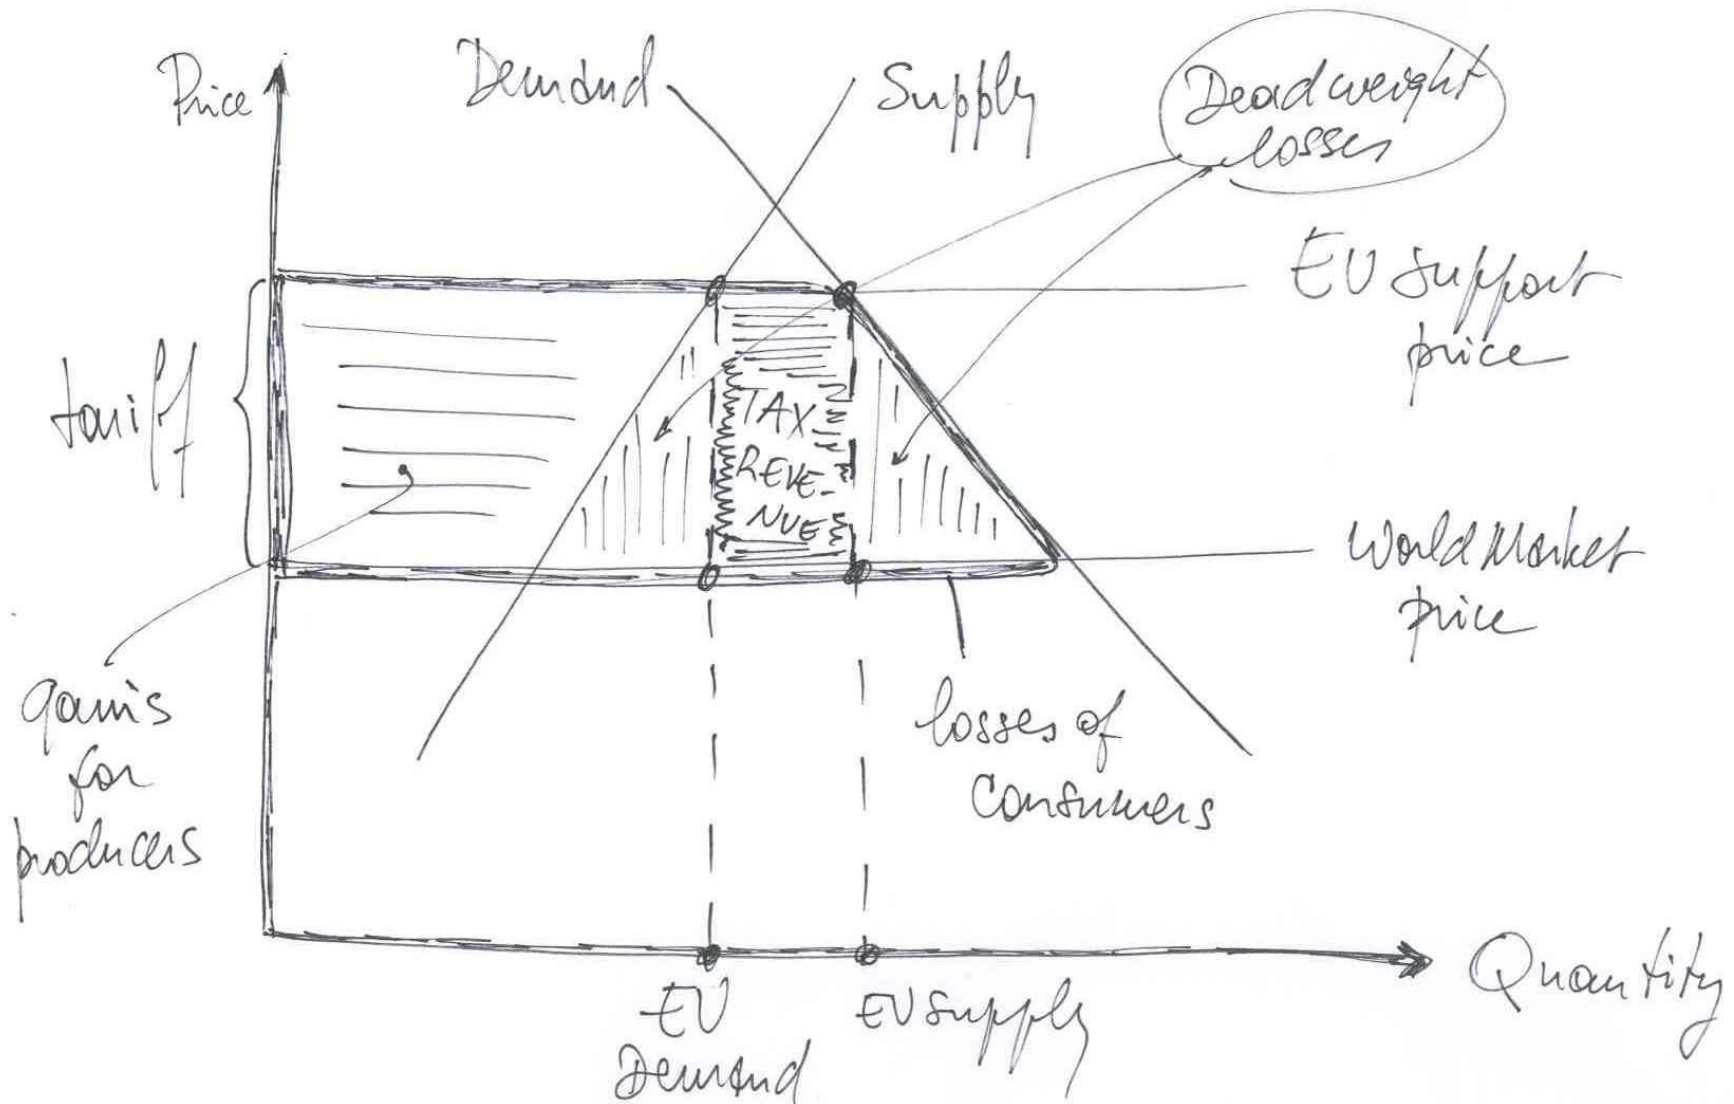 Price
Demand
Supply
Deadweight
losses
EU support
price
tariff
TAX
REVE-
NUE
World Market
price
gains
for
producers
losses of
Consumers
Quantity
EU
Demand
EU Supply